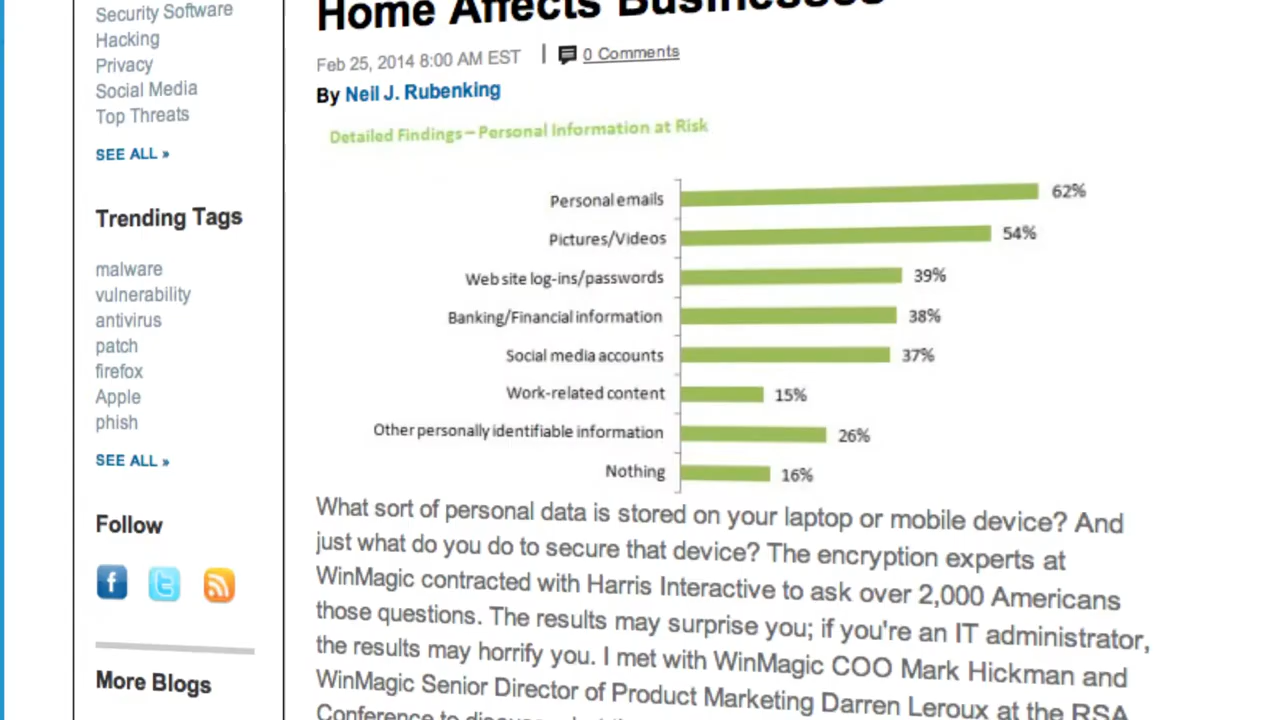 Security Software
Hacking
Privacy
Social Media
Top Threats
SEE ALL »
Trending Tags
malware
vulnerability
antivirus
patch
firefox
Apple
phish
SEE ALL »
Follow
More Blogs
Home Affects Businesses
Feb 25, 2014 8:00 AM EST | 0 Comments
By Neil J. Rubenking
Detailed Findings – Personal Information at Risk
Personal emails 62%
Pictures/Videos 54%
Web site log-ins/passwords 39%
Banking/Financial information 38%
Social media accounts 37%
Work-related content 15%
Other personally identifiable information 26%
Nothing 16%
What sort of personal data is stored on your laptop or mobile device? And
just what do you do to secure that device? The encryption experts at
WinMagic contracted with Harris Interactive to ask over 2,000 Americans
those questions. The results may surprise you; if you're an IT administrator,
the results may horrify you. I met with WinMagic COO Mark Hickman and
WinMagic Senior Director of Product Marketing Darren Leroux at the RSA
Conference to